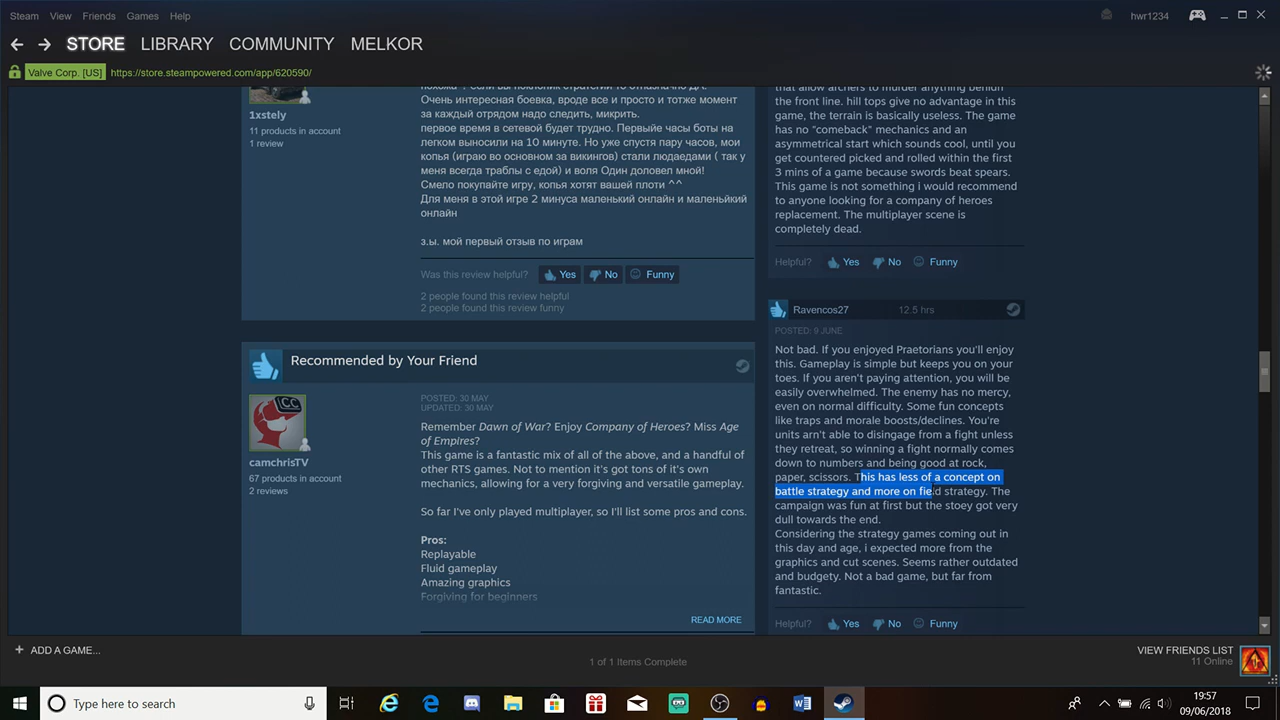 Steam View Friends Games Help
hwr1234
STORE LIBRARY COMMUNITY MELKOR
Valve Corp. [US] https://store.steampowered.com/app/620590/
Очень интересная боевка, вроде все и просто и тотже момент
за каждый отрядом надо следить, микрить.
первое время в сетевой будет трудно. Первыйе часы боты на
легком выносили на 10 минуте. Но уже спустя пару часов, мои
копья (играю во основном за викингов) стали людаедами ( так у
меня всегда траблы с едой) и воля Один доловел мной!
Смело покупайте игру, копья хотят вашей плоти ^^
Для меня в этой игре 2 минуса маленький онлайн и маленьйкий
онлайн
з.ы. мой первый отзыв по играм
1xstely
11 products in account
1 review
Was this review helpful? Yes No Funny
2 people found this review helpful
2 people found this review funny
Recommended by Your Friend
camchrisTV
67 products in account
2 reviews
POSTED: 30 MAY
UPDATED: 30 MAY
Remember Dawn of War? Enjoy Company of Heroes? Miss Age
of Empires?
This game is a fantastic mix of all of the above, and a handful of
other RTS games. Not to mention it's got tons of it's own
mechanics, allowing for a very forgiving and versatile gameplay.
So far I've only played multiplayer, so I'll list some pros and cons.
Pros:
Replayable
Fluid gameplay
Amazing graphics
Forgiving for beginners
READ MORE
that allow archers to murder anything behind
the front line. hill tops give no advantage in this
game, the terrain is basically useless. The game
has no "comeback" mechanics and an
asymmetrical start which sounds cool, until you
get countered picked and rolled within the first
3 mins of a game because swords beat spears.
This game is not something i would recommend
to anyone looking for a company of heroes
replacement. The multiplayer scene is
completely dead.
Helpful? Yes No Funny
Ravencos27 12.5 hrs
POSTED: 9 JUNE
Not bad. If you enjoyed Praetorians you'll enjoy
this. Gameplay is simple but keeps you on your
toes. If you aren't paying attention, you will be
easily overwhelmed. The enemy has no mercy,
even on normal difficulty. Some fun concepts
like traps and morale boosts/declines. You're
units arn't able to disingage from a fight unless
they retreat, so winning a fight normally comes
down to numbers and being good at rock,
paper, scissors. This has less of a concept on
battle strategy and more on field strategy. The
campaign was fun at first but the stoey got very
dull towards the end.
Considering the strategy games coming out in
this day and age, i expected more from the
graphics and cut scenes. Seems rather outdated
and budgety. Not a bad game, but far from
fantastic.
Helpful? Yes No Funny
+ ADD A GAME...
1 of 1 Items Complete
VIEW FRIENDS LIST
11 Online
Type here to search
19:57
09/06/2018